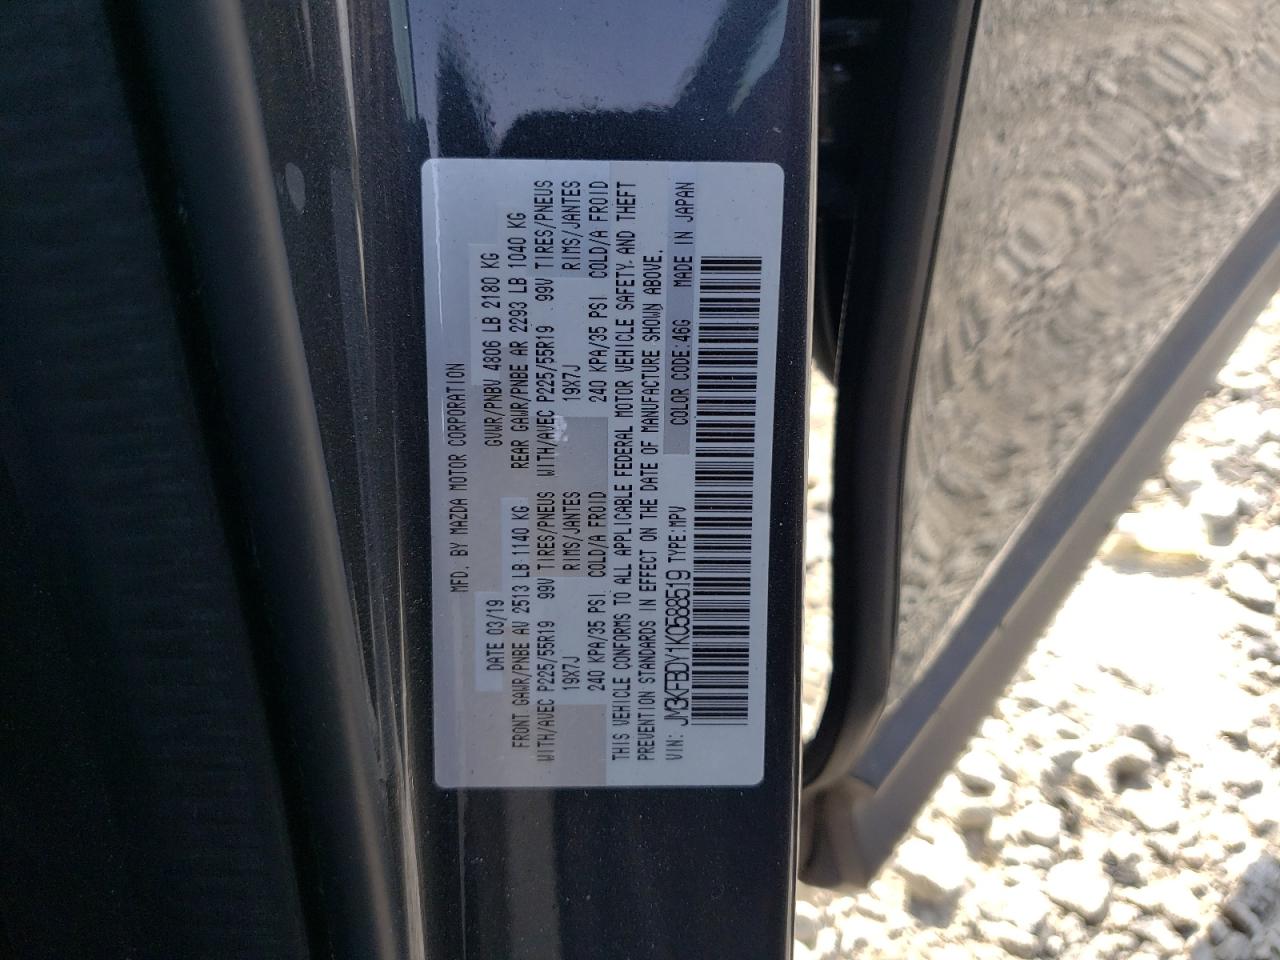 MFD. BY MAZDA MOTOR CORPORATION
DATE 03/19 GVWR/PNBV 4806 LB 2180 KG
FRONT GAWR/PNBE AV 2513 LB 1140 KG REAR GAWR/PNBE AR 2293 LB 1040 KG
WITH/AVEC P225/55R19 99V TIRES/PNEUS WITH/AVEC P225/55R19 99V TIRES/PNEUS
19X7J RIMS/JANTES 19X7J RIMS/JANTES
240 KPA/35 PSI COLD/A FROID 240 KPA/35 PSI COLD/A FROID
THIS VEHICLE CONFORMS TO ALL APPLICABLE FEDERAL MOTOR VEHICLE SAFETY AND THEFT
PREVENTION STANDARDS IN EFFECT ON THE DATE OF MANUFACTURE SHOWN ABOVE.
VIN: JM3KFBDY1K0588519 TYPE:MPV COLOR CODE:46G MADE IN JAPAN